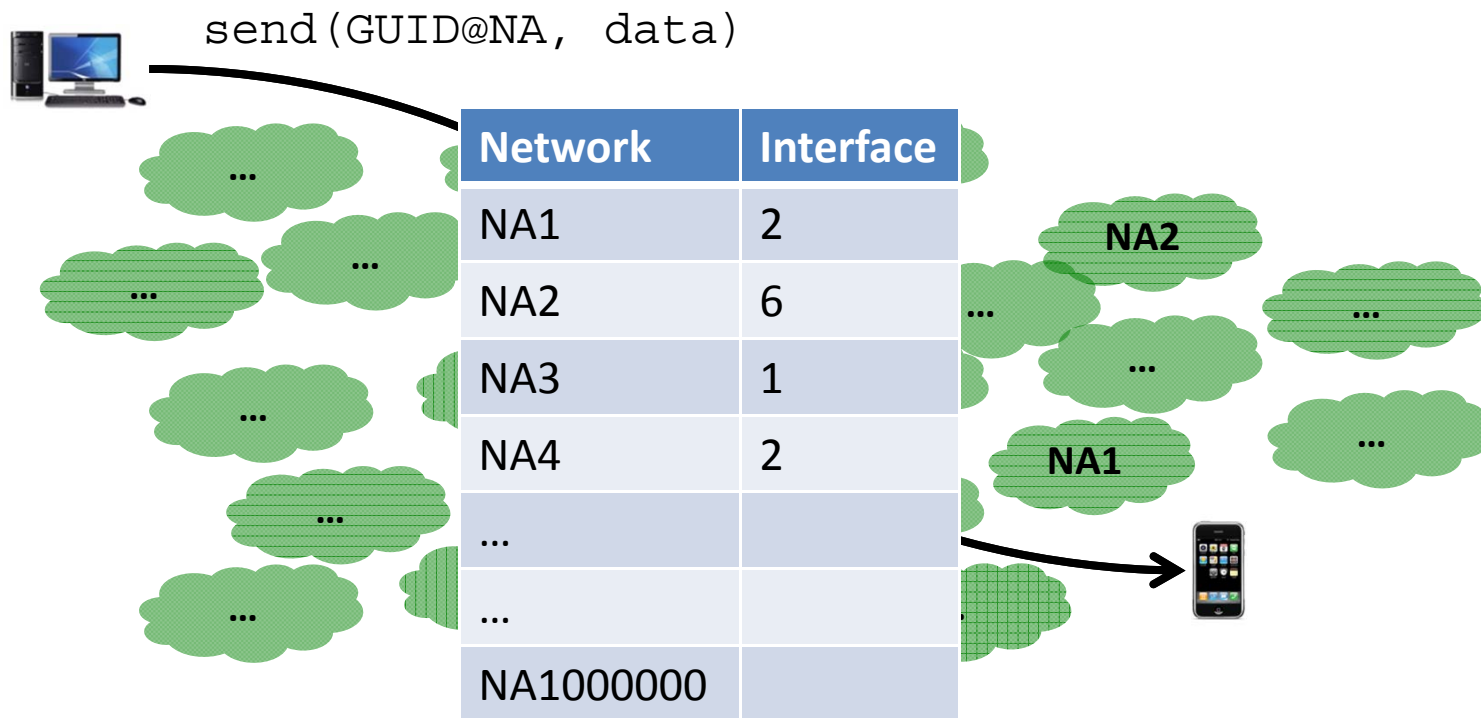 send(GUID@NA, data)
Network Interface
...
NA1 2
NA2
...
NA2 6
...
...
...
NA3 1
...
...
...
NA4 2
NA1
...
...
...
...
NA1000000